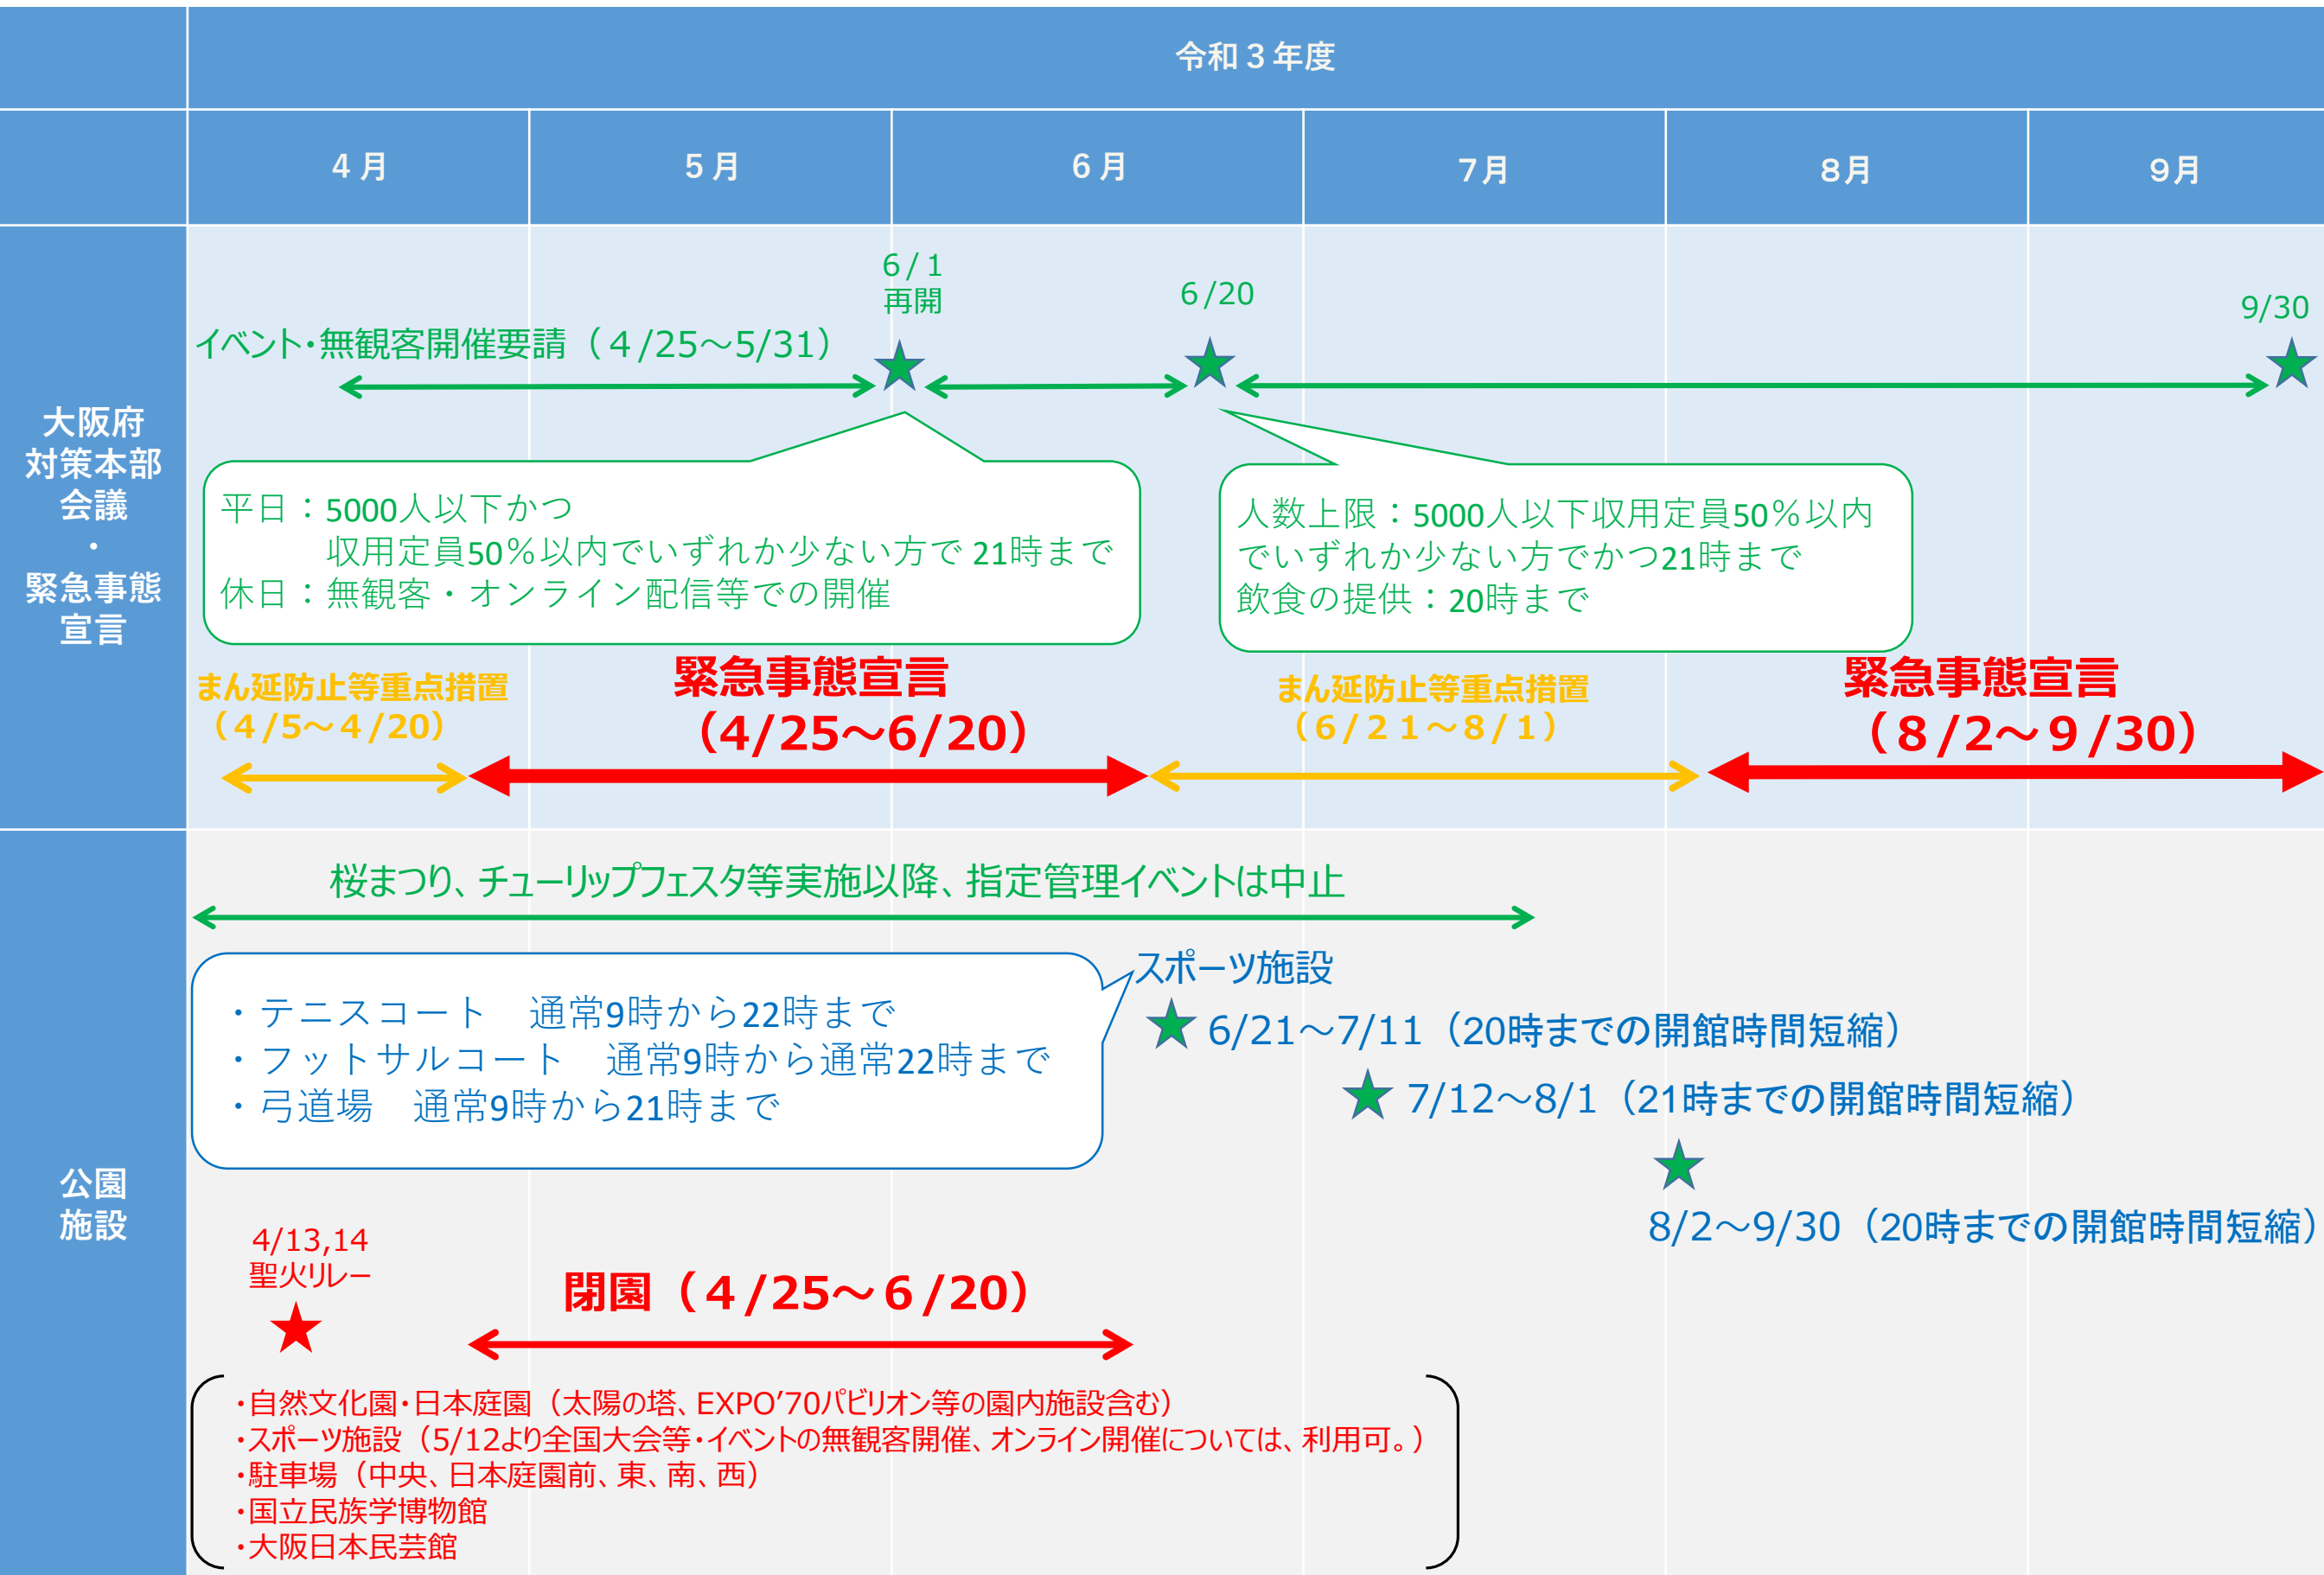 令和３年度
４月
５月
６月
７月
８月
９月
大阪府
対策本部
会議
・
緊急事態
宣言
６/１
再開
６/20
9/30
イベント・無観客開催要請（４/25～5/31）
平日：5000人以下かつ
収用定員50％以内でいずれか少ない方で 21時まで
休日：無観客・オンライン配信等での開催
人数上限：5000人以下収用定員50％以内
でいずれか少ない方でかつ21時まで
飲食の提供：20時まで
まん延防止等重点措置
（４/５～４/20）
緊急事態宣言
（4/25～6/20）
まん延防止等重点措置
（６/２１～８/１）
緊急事態宣言
（８/２～９/30）
公園
施設
桜まつり、チューリップフェスタ等実施以降、指定管理イベントは中止
スポーツ施設
・テニスコート　通常9時から22時まで
・フットサルコート　通常9時から通常22時まで
・弓道場　通常9時から21時まで
6/21～7/11（20時までの開館時間短縮）
7/12～8/1（21時までの開館時間短縮）
8/2～9/30（20時までの開館時間短縮）
4/13,14
聖火リレー
閉園（４/25～６/20）
・自然文化園・日本庭園（太陽の塔、EXPO’70パビリオン等の園内施設含む）
・スポーツ施設（5/12より全国大会等・イベントの無観客開催、オンライン開催については、利用可。）
・駐車場（中央、日本庭園前、東、南、西）
・国立民族学博物館
・大阪日本民芸館